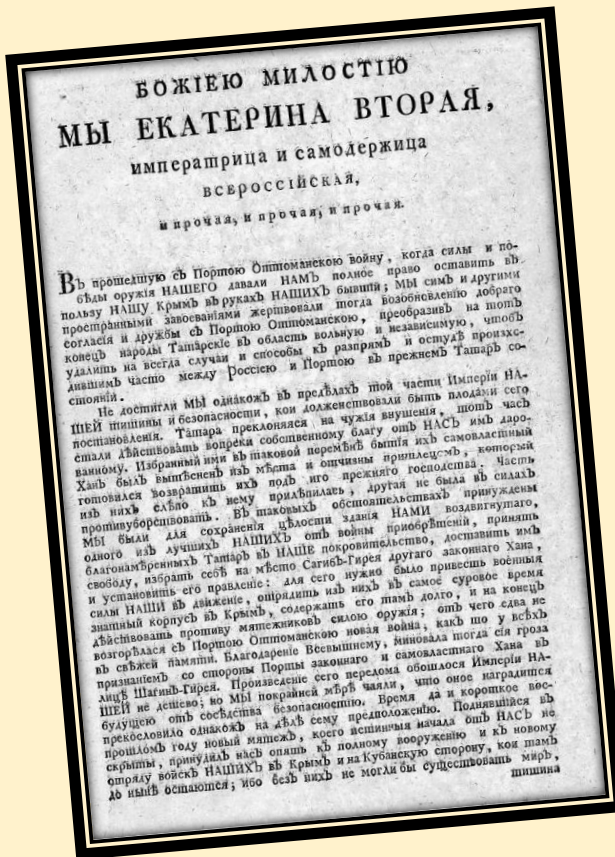 БОЖІЕЮ МИЛОСТІЮ
МЫ ЕКАТЕРИНА ВТОРАЯ,
императрица и самодержица
ВСЕРОССІЙСКАЯ,
и прочая, и прочая, и прочая.
Въ прошедшую съ Портою Оттоманскою войну, когда силы и по-
бѣды оружія НАШЕГО давали НАМЪ полное право оставить въ
пользу НАШУ Крымъ въ рукахъ НАШИХЪ бывшій; МЫ симъ и другими
пространными завоеваніями жертвовали тогда возобновленію добраго
согласія и дружбы съ Портою Оттоманскою, преобразивъ на тотъ
конецъ народы Татарскіе въ область вольную и независимую, чтобъ
удалить на всегда случаи и способы къ распрямъ и остудѣ происхо-
дившимъ часто между Россіею и Портою въ прежнемъ Татаръ со-
стояніи.
Не достигли МЫ однакожъ въ предѣлахъ той части Имперіи НА-
ШЕЙ тишины и безопасности, кои долженствовали быть плодами сего
постановленія. Татара преклоняяся на чужія внушенія, тотъ часъ
стали дѣйствовать вопреки собственному благу отъ НАСЪ имъ даро-
ванному. Избранный ими въ таковой перемѣнѣ бытія ихъ самовластный
Ханъ былъ вытѣсненъ изъ мѣста и отчизны пришлецомъ, который
готовился возвратить ихъ подъ иго прежняго господства. Часть
изъ нихъ слѣпо къ нему прилѣпилась, другая не была въ силахъ
противуборствовать. Въ таковыхъ обстоятельствахъ принуждены
МЫ были для сохраненія цѣлости зданія НАМИ воздвигнутаго,
одного изъ лучшихъ НАШИХЪ отъ войны приобрѣтеній, принять
благонамѣренныхъ Татаръ въ НАШЕ покровительство, доставить имъ
свободу, избрать себѣ на мѣсто Сагибъ-Гирея другаго законнаго Хана,
и установить его правленіе: для сего нужно было привесть военныя
силы НАШИ въ движеніе, отрядить изъ нихъ въ самое суровое время
знатный корпусъ въ Крымъ, содержать его тамъ долго, и на конецъ
дѣйствовать противу мятежниковъ силою оружія; отъ чего едва не
возгорѣлася съ Портою Оттоманскою новая война, какъ то у всѣхъ
въ свѣжей памяти. Благодареніе Всевышнему, миновала тогда сія гроза
признаніемъ со стороны Порты законнаго и самовластнаго Хана въ
лицѣ Шагинъ-Гирея. Произведеніе сего перелома обошлося Имперіи НА-
ШЕЙ не дешево; но МЫ покрайней мѣрѣ чаяли, что оное наградится
будущею отъ сосѣдства безопасностію. Время да и короткое вос-
прекословило однакожъ на дѣлѣ сему предположенію. Поднявшійся въ
прошломъ году новый мятежъ, коего истинныя начала отъ НАСЪ не
скрыты, принудилъ насъ опять къ полному вооруженію и къ новому
отряду войскъ НАШИХЪ въ Крымъ и на Кубанскую сторону, кои тамъ
до нынѣ остаются; ибо безъ нихъ не могли бы существовать миръ,
тишина